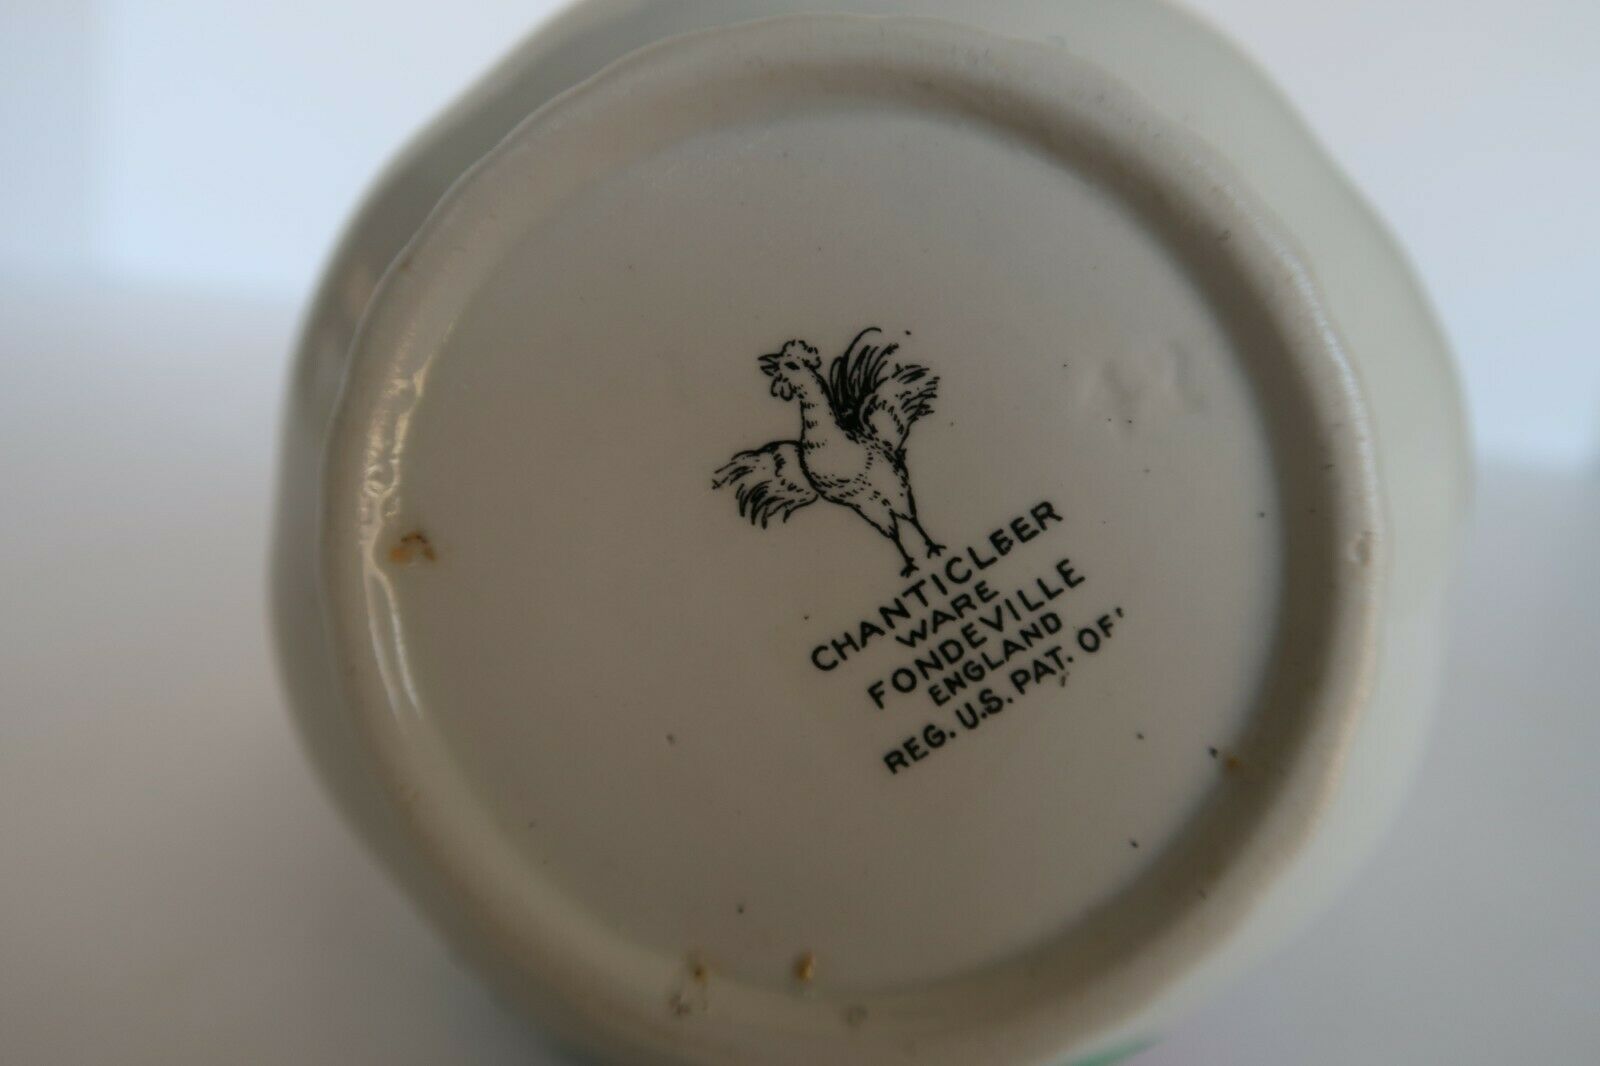 CHANTICLEER
WARE
FONDEVILLE
ENGLAND
REG. U.S. PAT. OF'